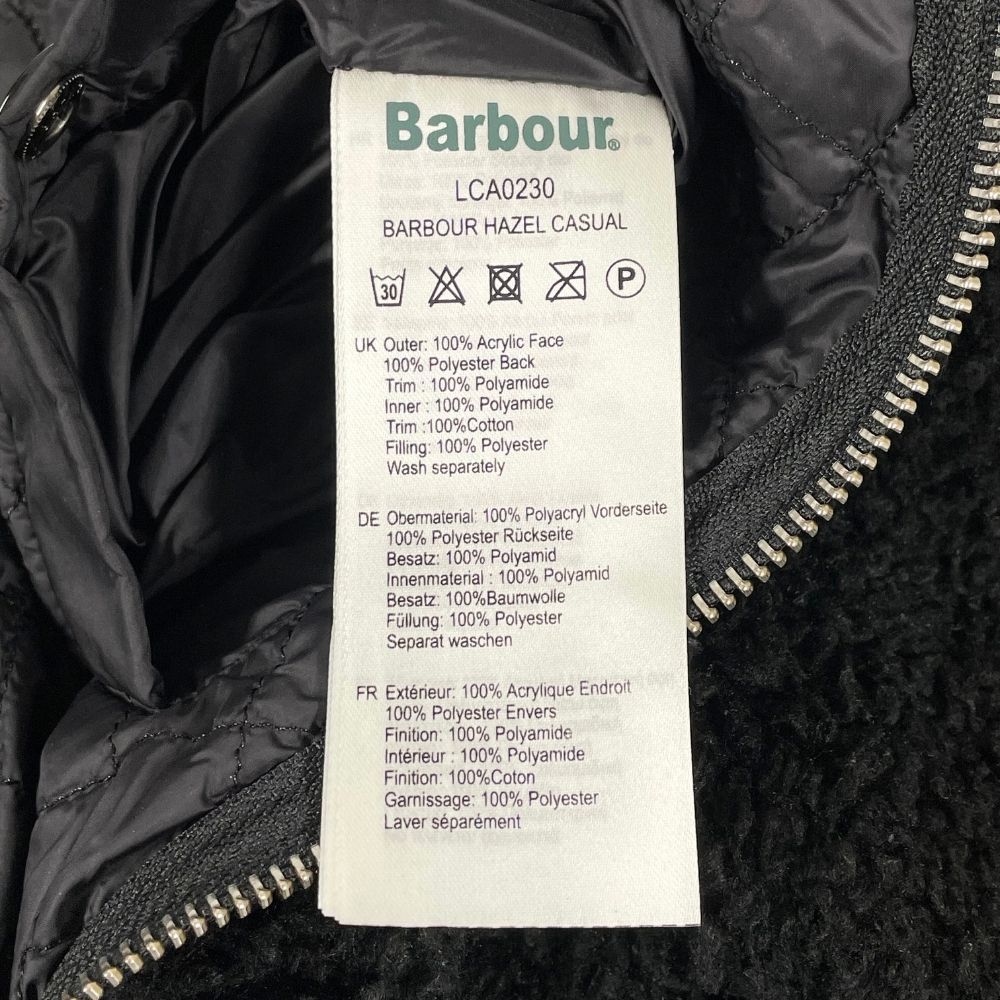 Barbour®
LCA0230
BARBOUR HAZEL CASUAL
30 P
UK Outer: 100% Acrylic Face
100% Polyester Back
Trim : 100% Polyamide
Inner : 100% Polyamide
Trim :100%Cotton
Filling: 100% Polyester
Wash separately
DE Obermaterial: 100% Polyacryl Vorderseite
100% Polyester Rückseite
Besatz: 100% Polyamid
Innenmaterial : 100% Polyamid
Besatz: 100%Baumwolle
Füllung: 100% Polyester
Separat waschen
FR Extérieur: 100% Acrylique Endroit
100% Polyester Envers
Finition: 100% Polyamide
Intérieur : 100% Polyamide
Finition: 100%Coton
Garnissage: 100% Polyester
Laver séparément